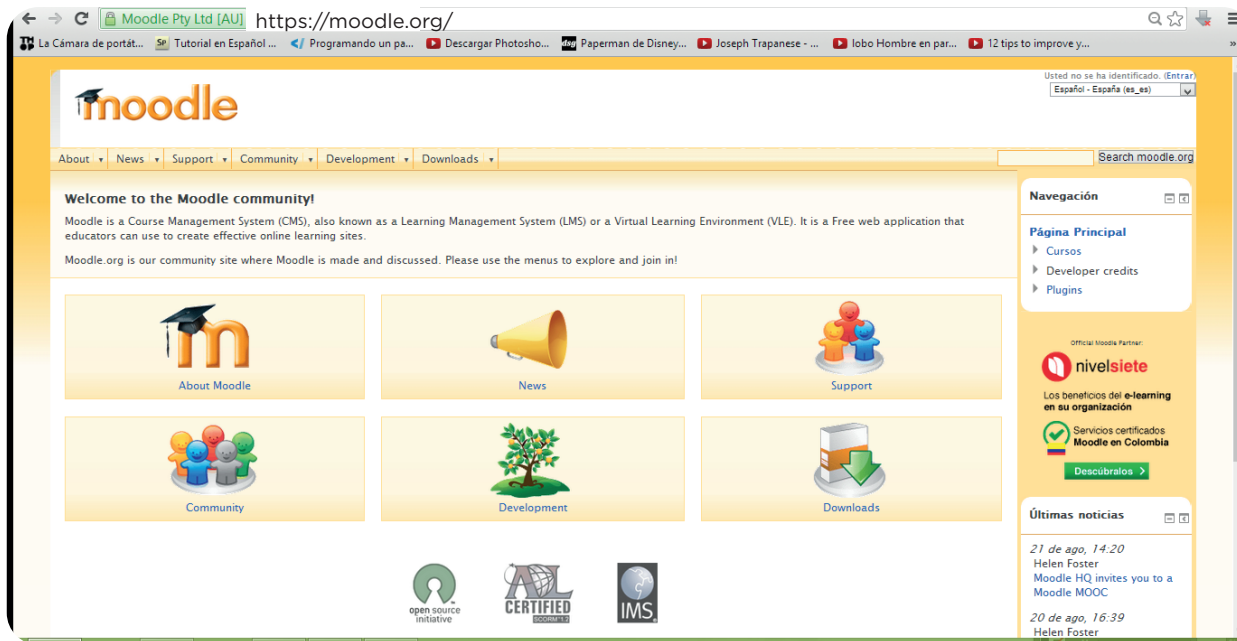 Moodle Pty Ltd [AU] https://moodle.org/
La Cámara de portát... Tutorial en Español ... Programando un pa... Descargar Photosho... Paperman de Disney... Joseph Trapanese - ... lobo Hombre en par... 12 tips to improve y... »
Usted no se ha identificado. (Entrar)
Español - España (es_es)
moodle
About News Support Community Development Downloads
Search moodle.org
Welcome to the Moodle community!
Moodle is a Course Management System (CMS), also known as a Learning Management System (LMS) or a Virtual Learning Environment (VLE). It is a Free web application that
educators can use to create effective online learning sites.
Moodle.org is our community site where Moodle is made and discussed. Please use the menus to explore and join in!
m
About Moodle
News
Support
Community
Development
Downloads
open source
initiative
ADL
CERTIFIED
SCORM 1.2
IMS
Navegación
Página Principal
Cursos
Developer credits
Plugins
Official Moodle Partner:
nivelsiete
Los beneficios del e-learning
en su organización
Servicios certificados
Moodle en Colombia
Descúbralos >
Últimas noticias
21 de ago, 14:20
Helen Foster
Moodle HQ invites you to a
Moodle MOOC
20 de ago, 16:39
Helen Foster